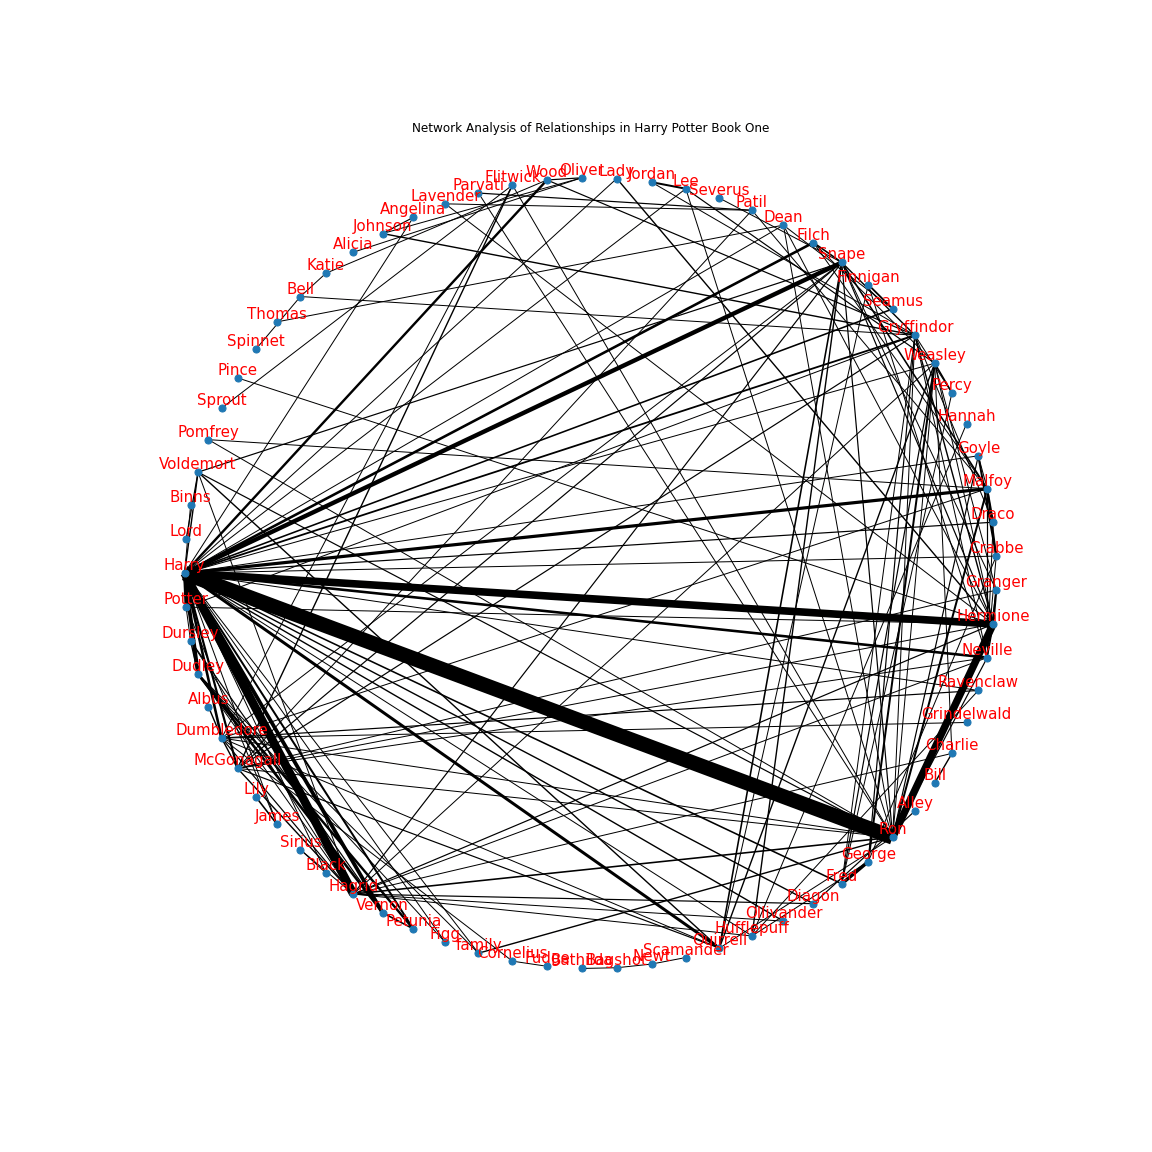 Network Analysis of Relationships in Harry Potter Book One
Lady
Oliver
Wood
Flitwick
Parvati
Lavender
Angelina
Johnson
Alicia
Katie
Bell
Thomas
Spinnet
Pince
Sprout
Pomfrey
Voldemort
Binns
Lord
Harry
Potter
Dursley
Dudley
Albus
Dumbledore
McGonagall
Lily
James
Sirius
Black
Hagrid
Vernon
Petunia
Figg
family
Cornelius
Fudge
Bathilda
Bagshot
Newt
Scamander
Quirrell
Hufflepuff
Ollivander
Diagon
Fred
George
Ron
Alley
Bill
Charlie
Grindelwald
Ravenclaw
Neville
Hermione
Granger
Crabbe
Draco
Malfoy
Goyle
Hannah
Percy
Weasley
Gryffindor
Seamus
Finnigan
Snape
Filch
Dean
Patil
Severus
Lee
Jordan